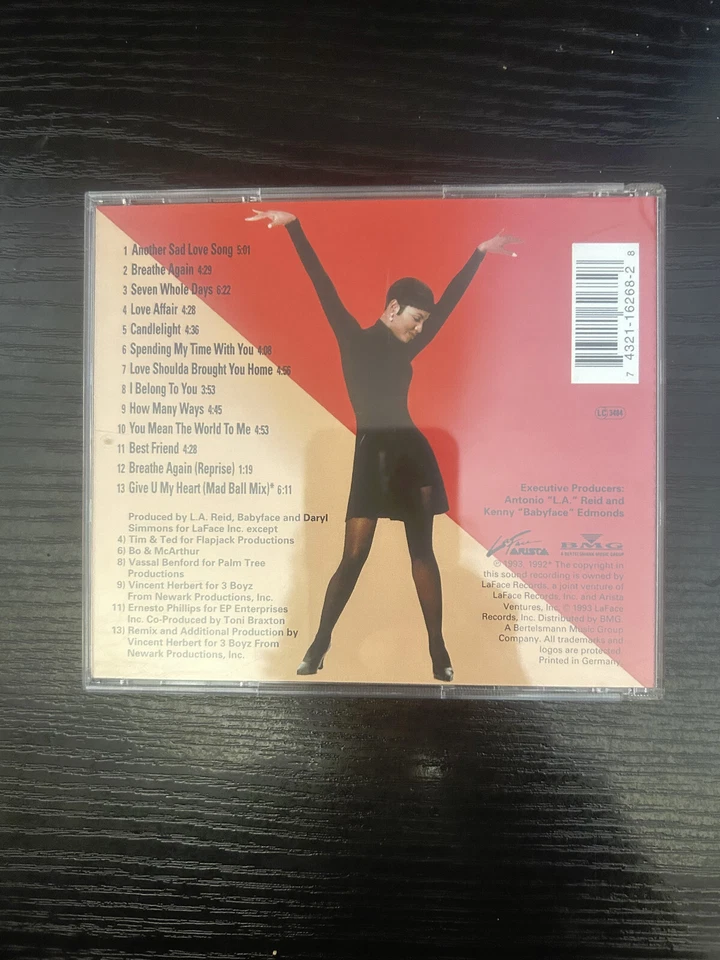 1 Another Sad Love Song 5:01
2 Breathe Again 4:29
3 Seven Whole Days 6:22
4 Love Affair 4:28
5 Candlelight 4:36
6 Spending My Time With You 4:08
7 Love Shoulda Brought You Home 4:56
8 I Belong To You 3:53
9 How Many Ways 4:45
10 You Mean The World To Me 4:53
11 Best Friend 4:28
12 Breathe Again (Reprise) 1:19
13 Give U My Heart (Mad Ball Mix)* 6:11
Produced by L.A. Reid, Babyface and Daryl
Simmons for LaFace Inc. except
4) Tim & Ted for Flapjack Productions
6) Bo & McArthur
8) Vassal Benford for Palm Tree
Productions
9) Vincent Herbert for 3 Boyz
From Newark Productions, Inc.
11) Ernesto Phillips for EP Enterprises
Inc. Co-Produced by Toni Braxton
13) Remix and Additional Production by
Vincent Herbert for 3 Boyz From
Newark Productions, Inc.
7 4321-16268-2 8
LC 3484
Executive Producers:
Antonio "L.A." Reid and
Kenny "Babyface" Edmonds
LaFace
ARISTA
BMG
A BERTELSMANN MUSIC GROUP
℗ 1993, 1992* The copyright in
this sound recording is owned by
LaFace Records, a joint venture of
LaFace Records, Inc. and Arista
Ventures, Inc. © 1993 LaFace
Records, Inc. Distributed by BMG.
A Bertelsmann Music Group
Company. All trademarks and
logos are protected.
Printed in Germany.